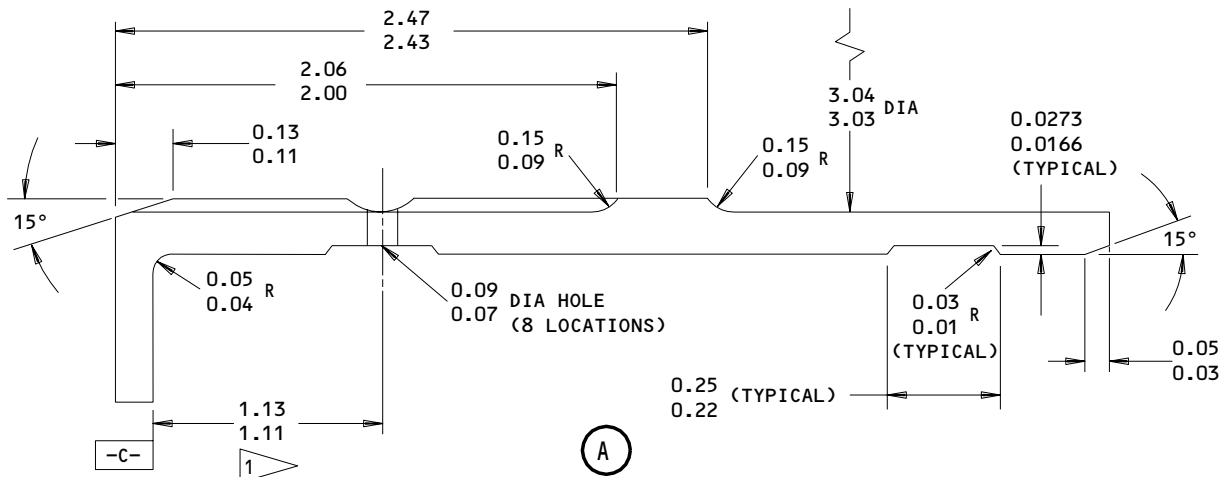 2.47
2.43
2.06
2.00
0.13
0.11
0.15
0.09 R
0.15
0.09 R
3.04
3.03 DIA
0.0273
0.0166
(TYPICAL)
15°
15°
0.05
0.04 R
0.09
0.07 DIA HOLE
(8 LOCATIONS)
0.03
0.01 R
(TYPICAL)
0.05
0.03
0.25
0.22 (TYPICAL)
1.13
1.11
-C-
1
A